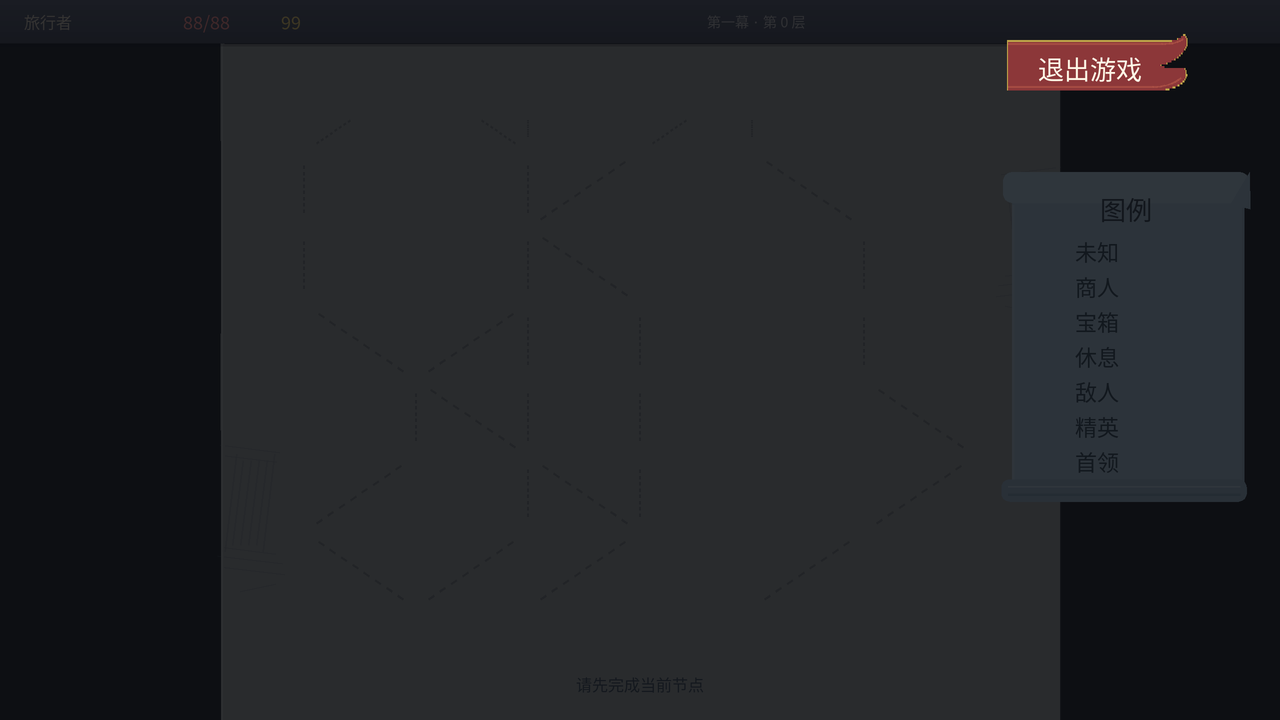 旅行者 88/88 99 第一幕 · 第 0 层
退出游戏
图例
未知
商人
宝箱
休息
敌人
精英
首领
请先完成当前节点